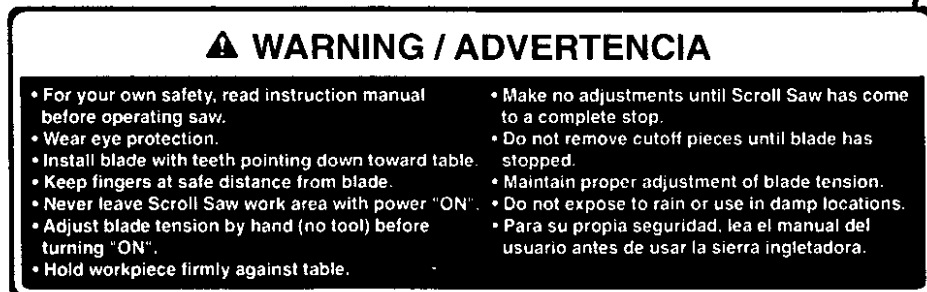 ⚠ WARNING / ADVERTENCIA
• For your own safety, read instruction manual
before operating saw.
• Wear eye protection.
• Install blade with teeth pointing down toward table.
• Keep fingers at safe distance from blade.
• Never leave Scroll Saw work area with power "ON".
• Adjust blade tension by hand (no tool) before
turning "ON".
• Hold workpiece firmly against table.
• Make no adjustments until Scroll Saw has come
to a complete stop.
• Do not remove cutoff pieces until blade has
stopped.
• Maintain proper adjustment of blade tension.
• Do not expose to rain or use in damp locations.
• Para su propia seguridad, lea el manual del
usuario antes de usar la sierra ingletadora.